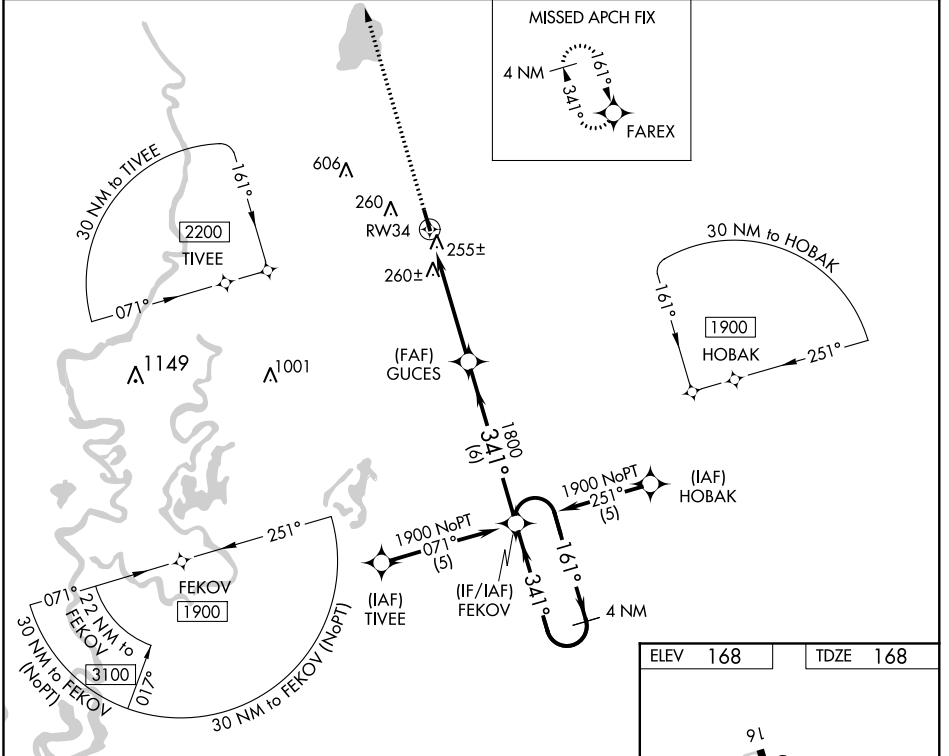 MISSED APCH FIX
4 NM
161°
341°
FAREX
606
260
RW34
255±
260±
30 NM to TIVEE
161°
2200
TIVEE
071°
30 NM to HOBAK
161°
1900
HOBAK
251°
1149
1001
(FAF)
GUCES
1800
341°
(6)
1900 NoPT
251°
(5)
(IAF)
HOBAK
1900 NoPT
071°
(5)
(IAF)
TIVEE
(IF/IAF)
FEKOV
161°
341°
4 NM
251°
071°
FEKOV
1900
22 NM to
FEKOV
3100
017°
30 NM to FEKOV
(NoPT)
30 NM to FEKOV (NoPT)
ELEV 168
TDZE 168
16